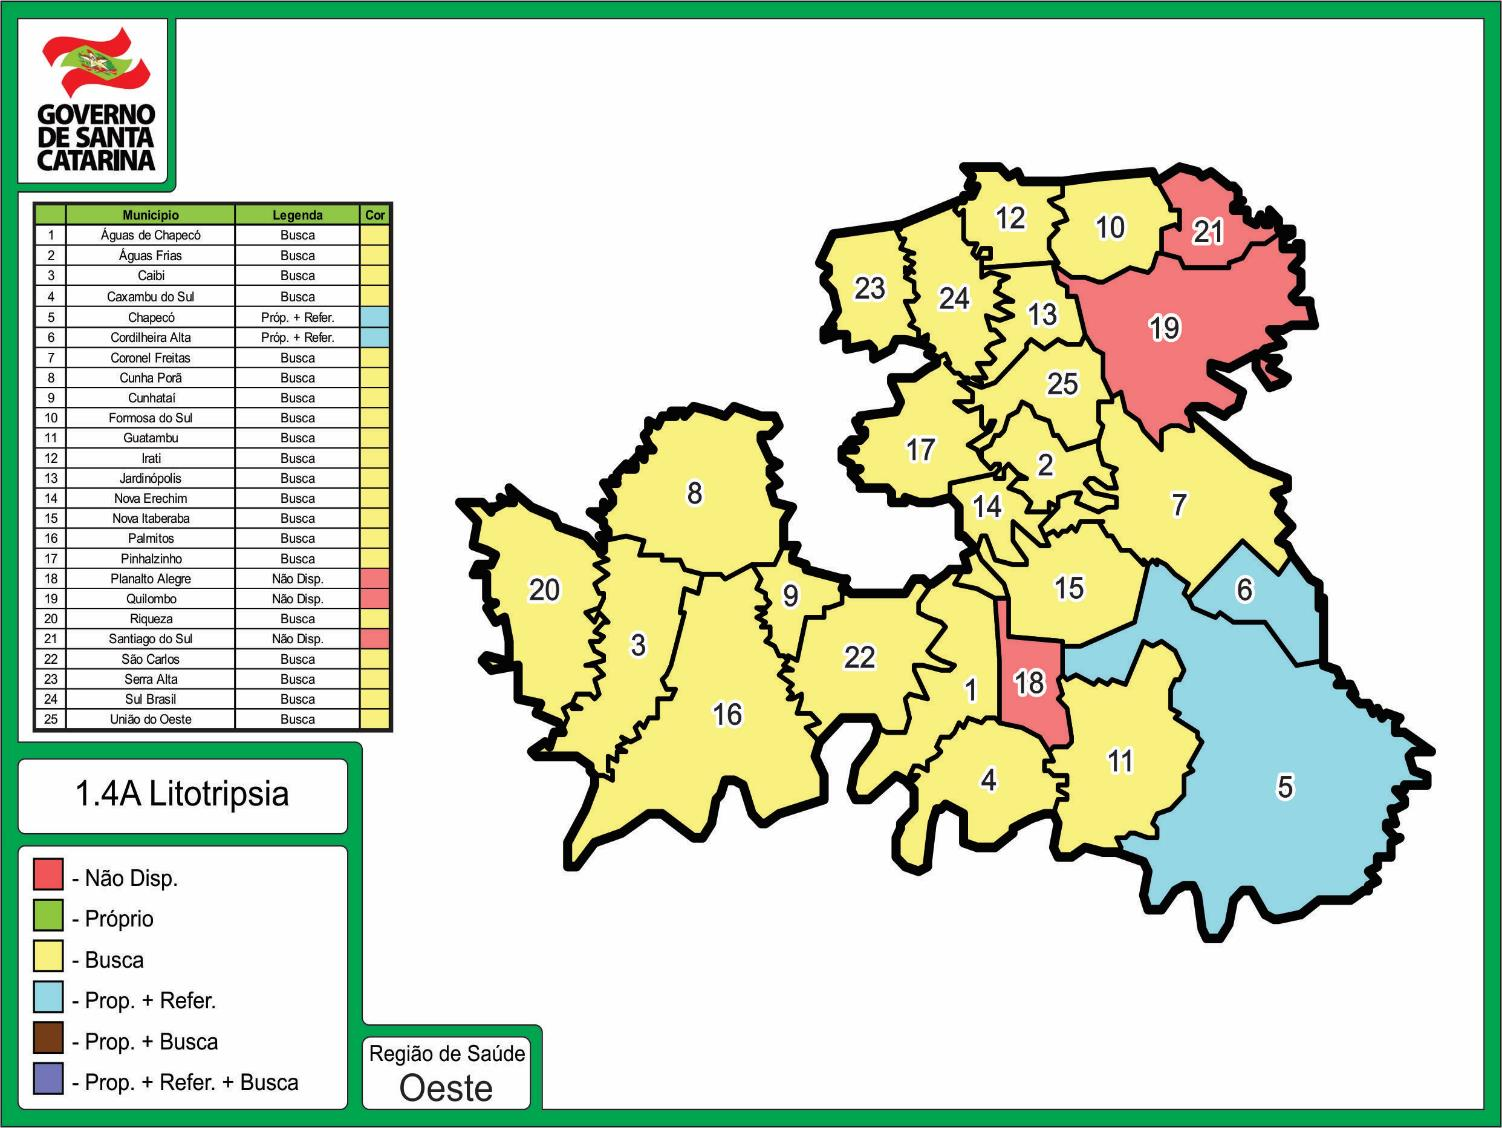 GOVERNO
DE SANTA
CATARINA
Município Legenda Cor
1 Águas de Chapecó Busca
2 Águas Frias Busca
3 Caibi Busca
4 Caxambu do Sul Busca
5 Chapecó Próp. + Refer.
6 Cordilheira Alta Próp. + Refer.
7 Coronel Freitas Busca
8 Cunha Porã Busca
9 Cunhataí Busca
10 Formosa do Sul Busca
11 Guatambu Busca
12 Irati Busca
13 Jardinópolis Busca
14 Nova Erechim Busca
15 Nova Itaberaba Busca
16 Palmitos Busca
17 Pinhalzinho Busca
18 Planalto Alegre Não Disp.
19 Quilombo Não Disp.
20 Riqueza Busca
21 Santiago do Sul Não Disp.
22 São Carlos Busca
23 Serra Alta Busca
24 Sul Brasil Busca
25 União do Oeste Busca
1.4A Litotripsia
- Não Disp.
- Próprio
- Busca
- Prop. + Refer.
- Prop. + Busca
- Prop. + Refer. + Busca
Região de Saúde
Oeste
12
10
21
23
24
13
19
25
17
2
8
14
7
20
9
15
6
3
22
1
18
16
4
11
5